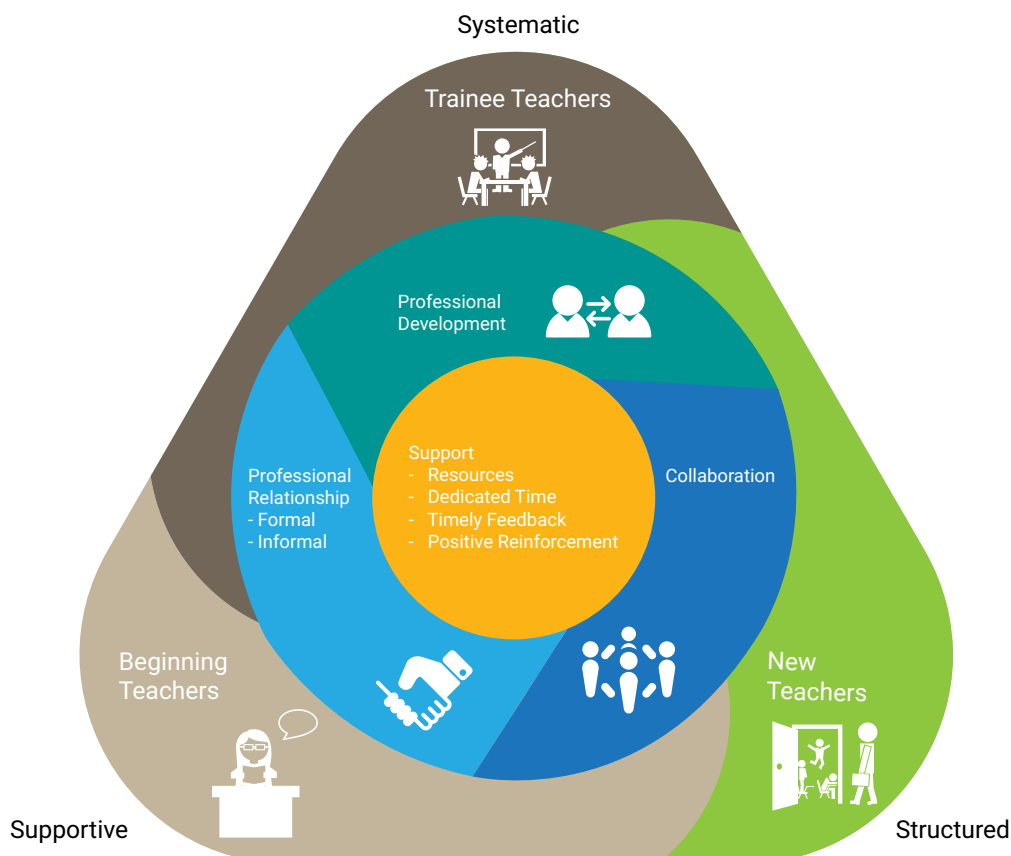 Systematic
Trainee Teachers
Professional
Development
Support
- Resources
- Dedicated Time
- Timely Feedback
- Positive Reinforcement
Professional
Relationship
- Formal
- Informal
Collaboration
Beginning
Teachers
New
Teachers
Supportive
Structured